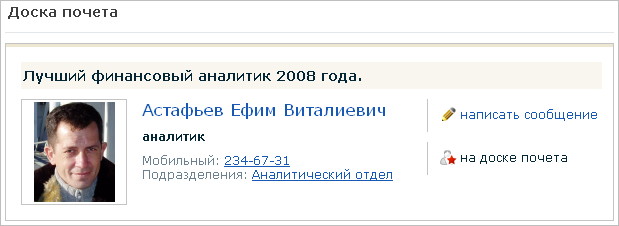 Доска почета
Лучший финансовый аналитик 2008 года.
Астафьев Ефим Виталиевич
аналитик
Мобильный: 234-67-31
Подразделения: Аналитический отдел
написать сообщение
на доске почета